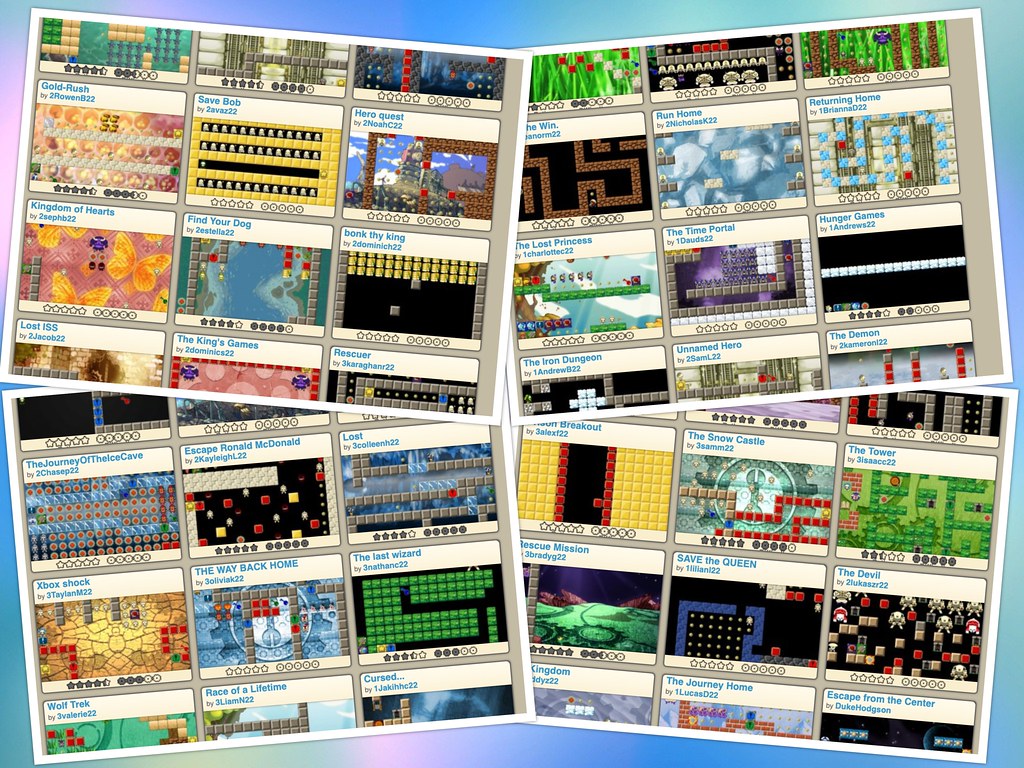 Gold-Rush
by 2RowenB22
Save Bob
by 2avaz22
Hero quest
by 2NoahC22
Kingdom of Hearts
by 2sephb22
Find Your Dog
by 2estella22
bonk thy king
by 2dominich22
Lost ISS
by 2Jacob22
The King's Games
by 2dominics22
Rescuer
by 3karaghanr22
he Win.
anorm22
Run Home
by 2NicholasK22
Returning Home
by 1BriannaD22
The Lost Princess
by 1charlottec22
The Time Portal
by 1Dauds22
Hunger Games
by 1Andrews22
The Iron Dungeon
by 1AndrewB22
Unnamed Hero
by 2SamL22
The Demon
by 2kameronl22
TheJourneyOfTheIceCave
by 2Chasep22
Escape Ronald McDonald
by 2KayleighL22
Lost
by 3colleenh22
Xbox shock
by 3TaylanM22
THE WAY BACK HOME
by 3oliviak22
The last wizard
by 3nathanc22
Wolf Trek
by 3valerie22
Race of a Lifetime
by 3LiamN22
Cursed...
by 1Jakihhc22
son Breakout
by 3alexf22
The Snow Castle
by 3samm22
The Tower
by 3isaacc22
Rescue Mission
by 3bradyg22
SAVE the QUEEN
by 1lilianl22
The Devil
by 2lukaszr22
Kingdom
ddyz22
The Journey Home
by 1LucasD22
Escape from the Center
by DukeHodgson